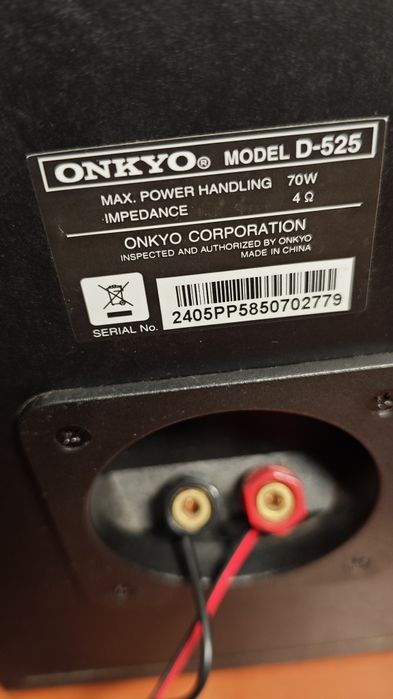 ONKYO® MODEL D-525
MAX. POWER HANDLING 70W
IMPEDANCE 4 Ω
ONKYO CORPORATION
INSPECTED AND AUTHORIZED BY ONKYO
MADE IN CHINA
SERIAL No. 2405PP5850702779